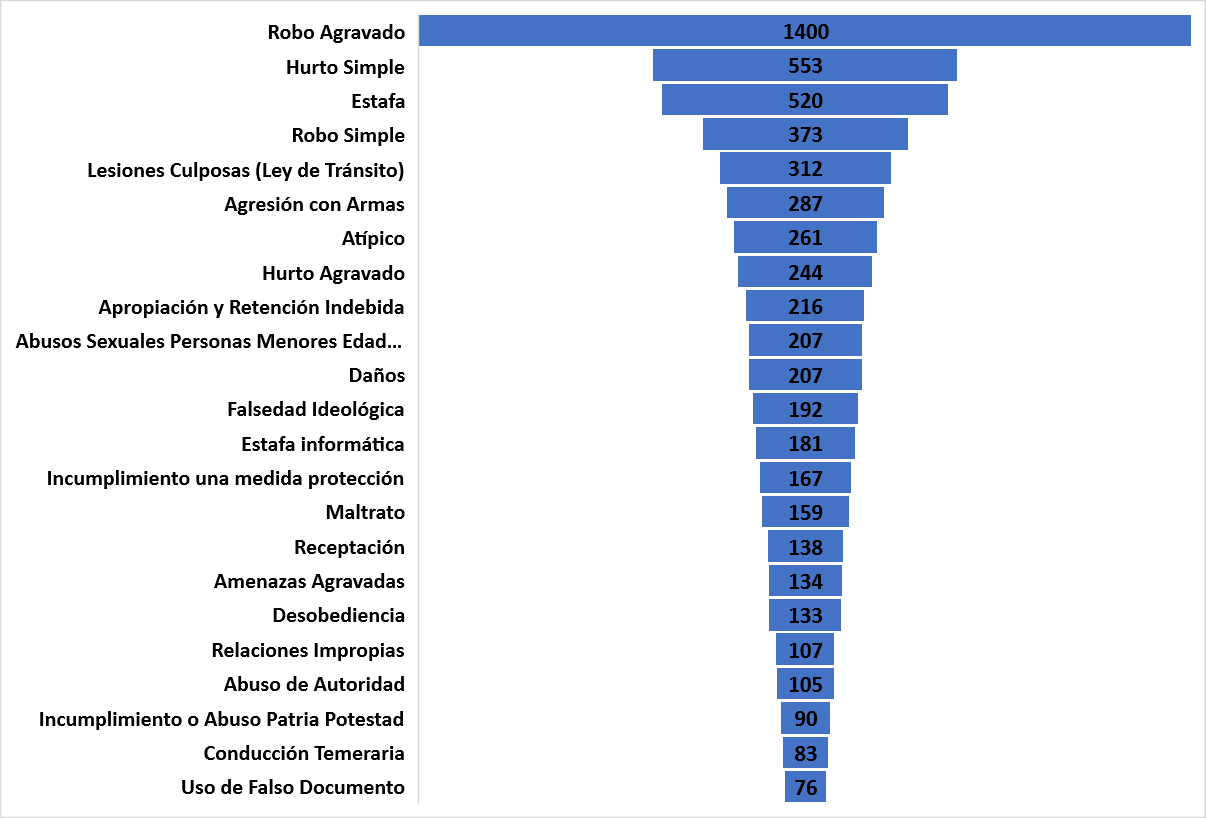 Robo Agravado 1400
Hurto Simple 553
Estafa 520
Robo Simple 373
Lesiones Culposas (Ley de Tránsito) 312
Agresión con Armas 287
Atípico 261
Hurto Agravado 244
Apropiación y Retención Indebida 216
Abusos Sexuales Personas Menores Edad... 207
Daños 207
Falsedad Ideológica 192
Estafa informática 181
Incumplimiento una medida protección 167
Maltrato 159
Receptación 138
Amenazas Agravadas 134
Desobediencia 133
Relaciones Impropias 107
Abuso de Autoridad 105
Incumplimiento o Abuso Patria Potestad 90
Conducción Temeraria 83
Uso de Falso Documento 76